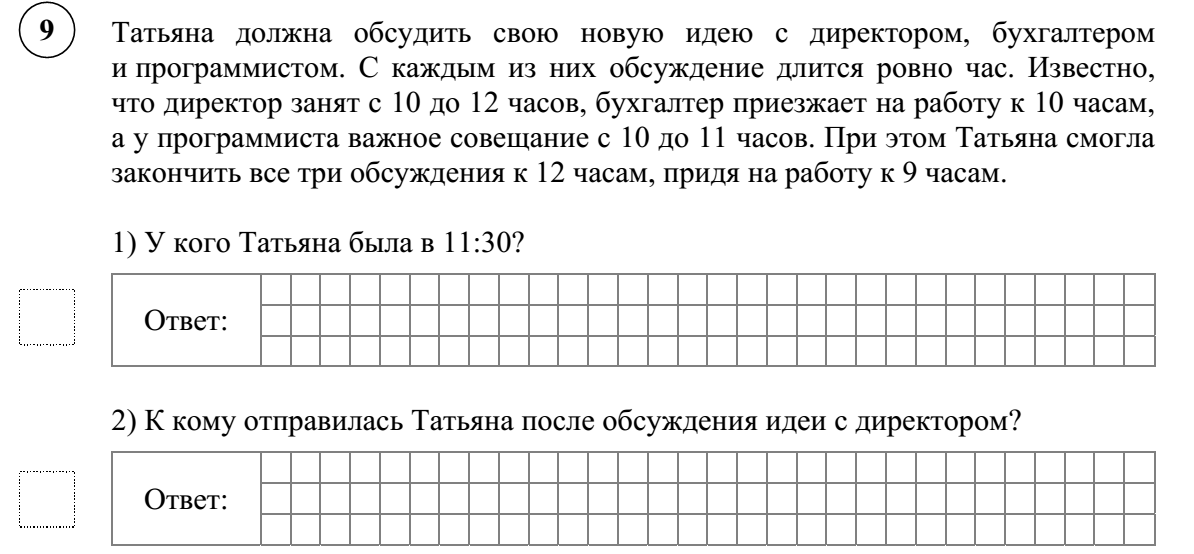 9
Татьяна должна обсудить свою новую идею с директором, бухгалтером
и программистом. С каждым из них обсуждение длится ровно час. Известно,
что директор занят с 10 до 12 часов, бухгалтер приезжает на работу к 10 часам,
а у программиста важное совещание с 10 до 11 часов. При этом Татьяна смогла
закончить все три обсуждения к 12 часам, придя на работу к 9 часам.
1) У кого Татьяна была в 11:30?
Ответ:
2) К кому отправилась Татьяна после обсуждения идеи с директором?
Ответ: